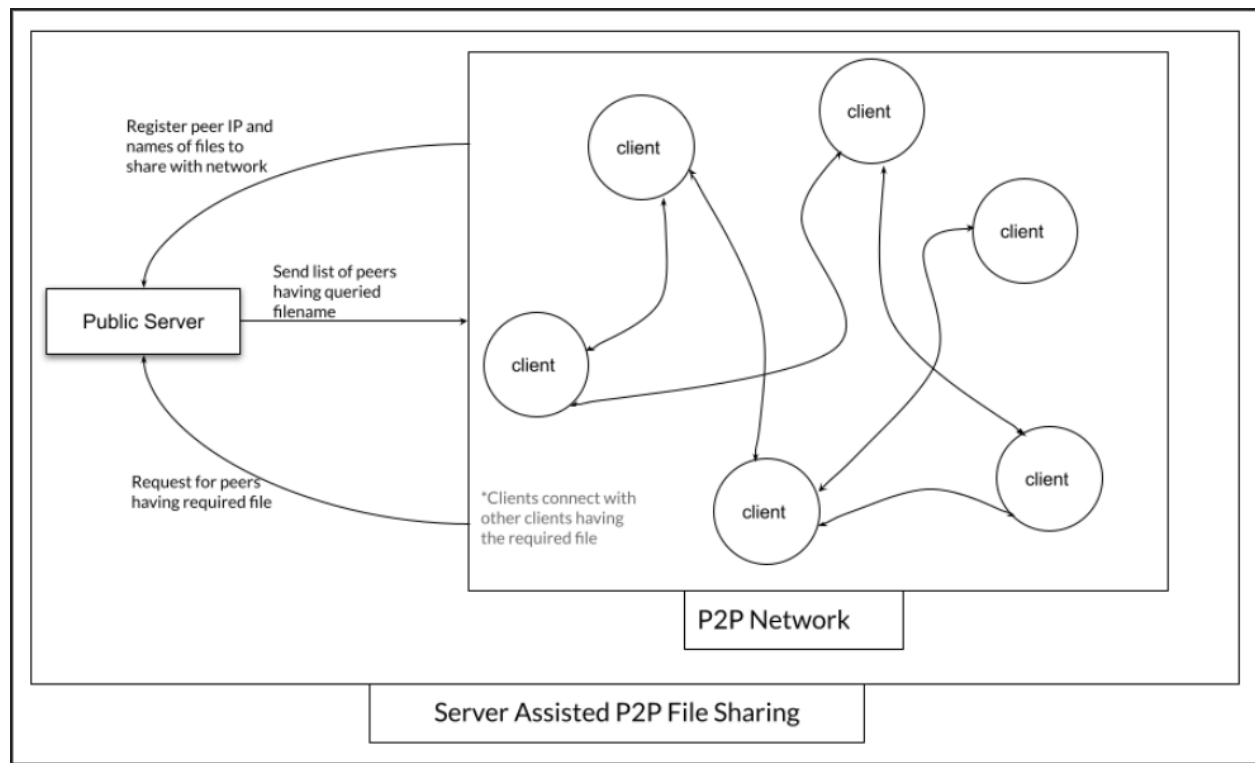 Register peer IP and
names of files to
share with network
Public Server
Send list of peers
having queried
filename
Request for peers
having required file
client
client
client
client
client
client
*Clients connect with
other clients having
the required file
P2P Network
Server Assisted P2P File Sharing